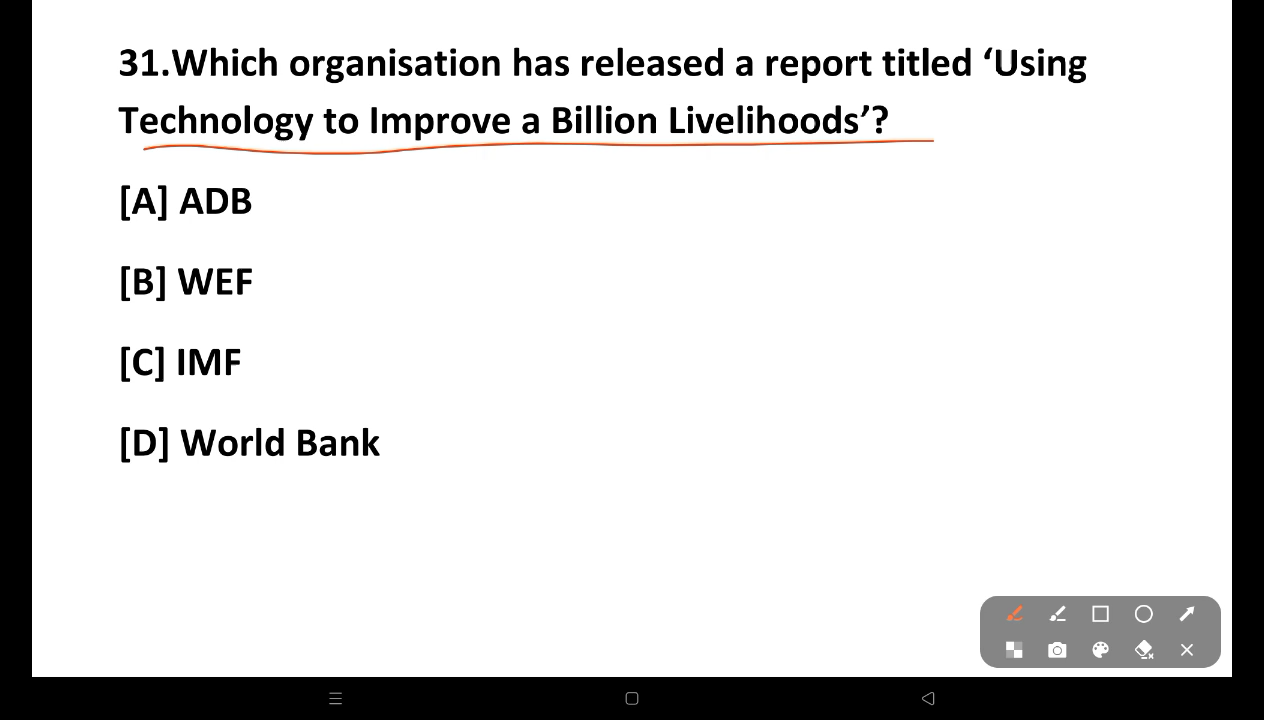 31.Which organisation has released a report titled ‘Using
Technology to Improve a Billion Livelihoods’?
[A] ADB
[B] WEF
[C] IMF
[D] World Bank